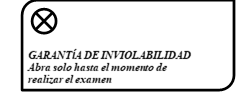 GARANTÍA DE INVIOLABILIDAD
Abra solo hasta el momento de
realizar el examen